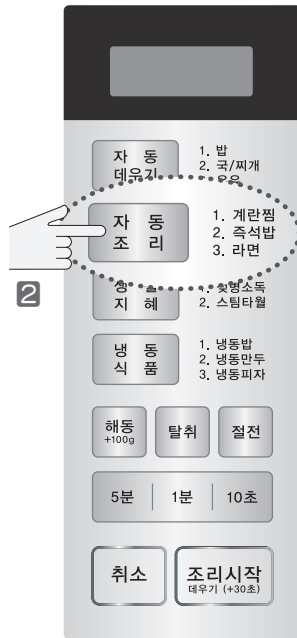 자 동
데우기
1. 밥
2. 국/찌개
자 동
조 리
1. 계란찜
2. 즉석밥
3. 라면
2
지 혜
2. 스팀타월
냉 동
식 품
1. 냉동밥
2. 냉동만두
3. 냉동피자
해동
+100g
탈취
절전
5분
1분
10초
취소
조리시작
데우기 (+30초)